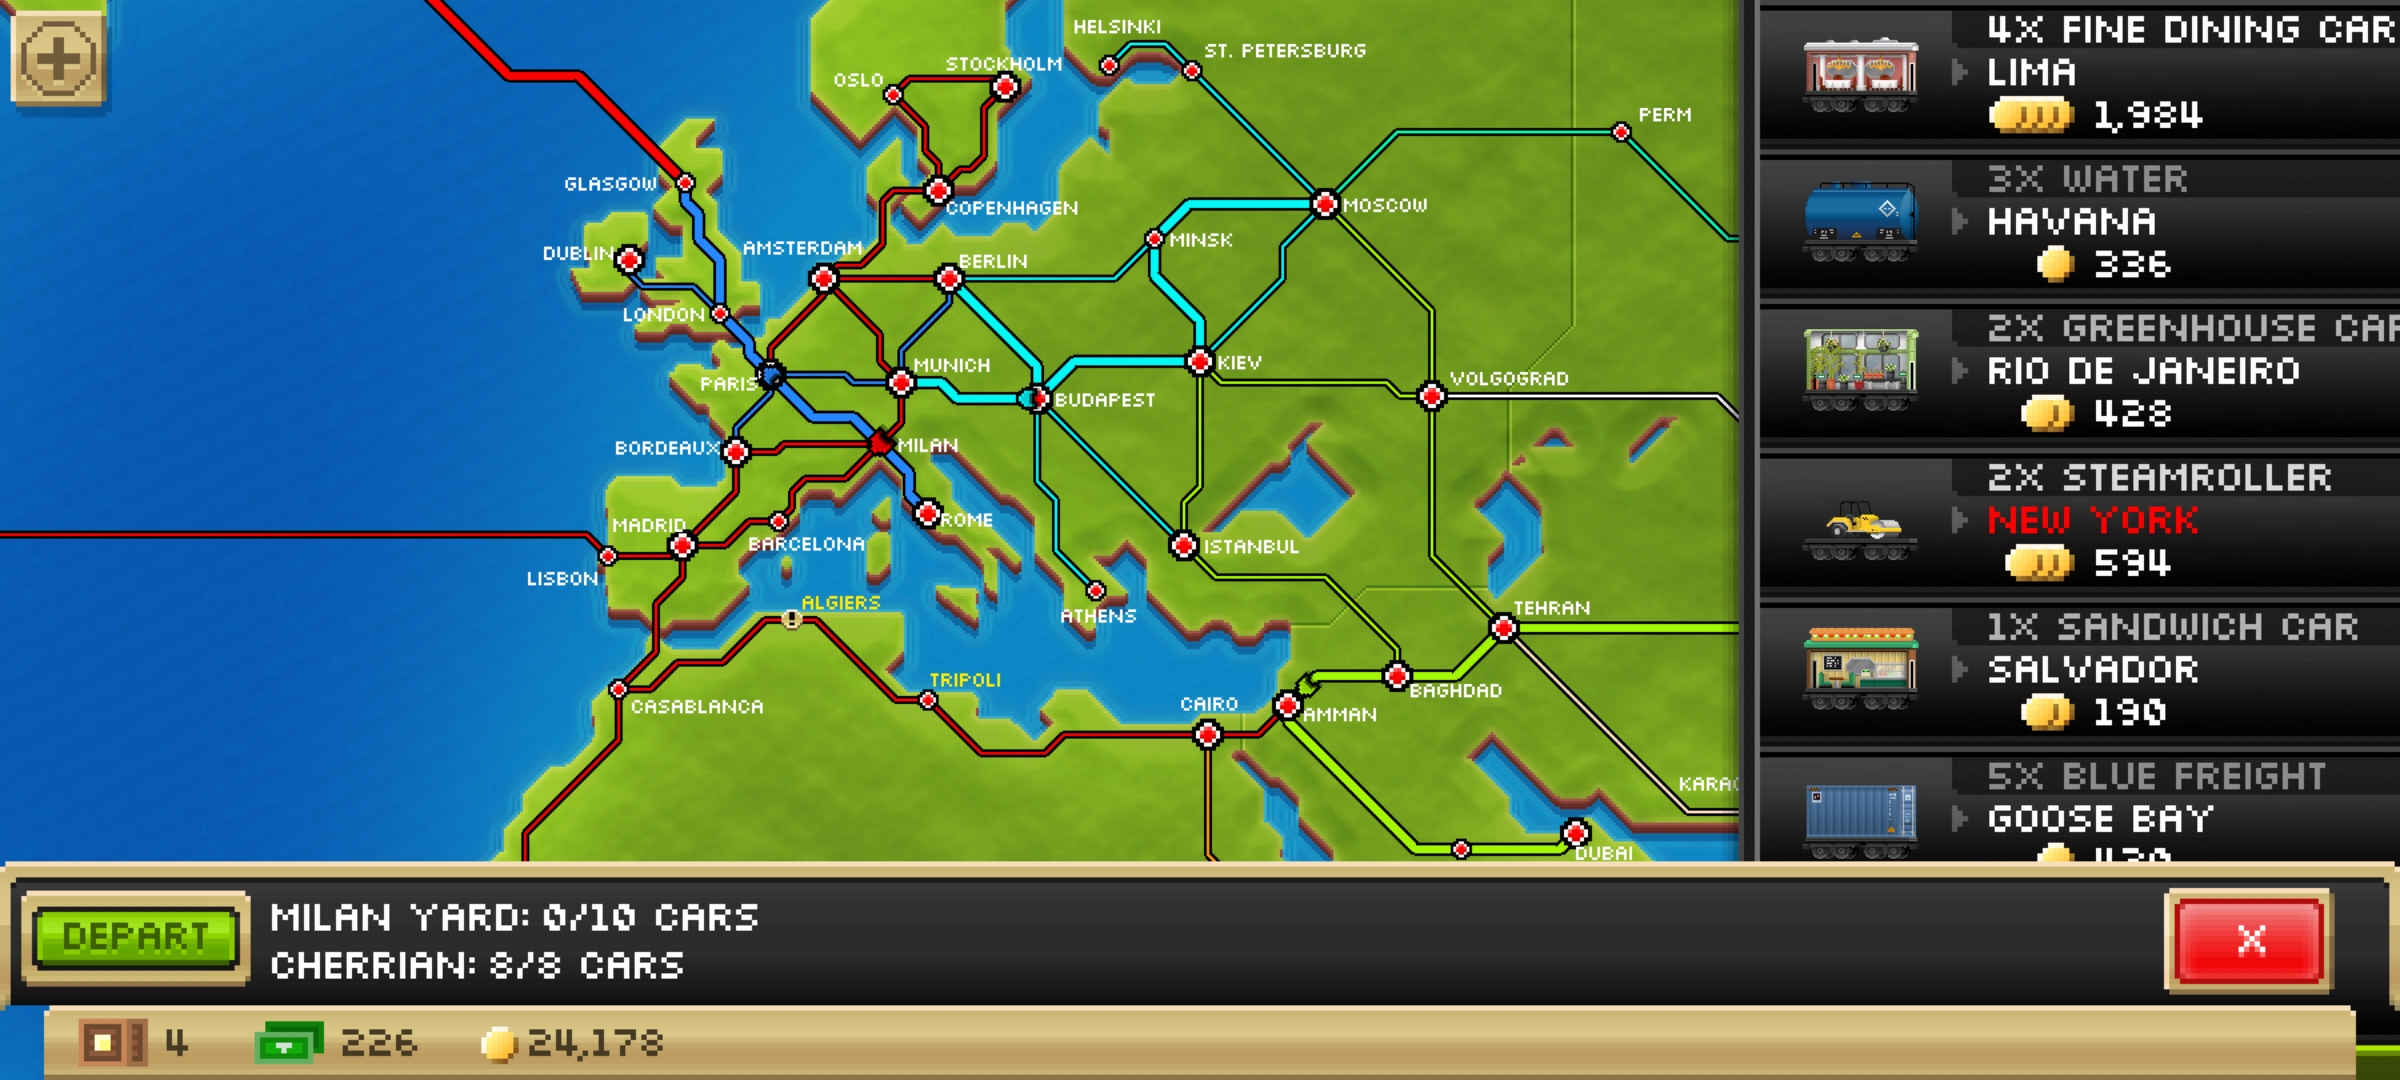 HELSINKI
ST. PETERSBURG
STOCKHOLM
OSLO
PERM
GLASGOW
COPENHAGEN
MOSCOW
MINSK
DUBLIN
AMSTERDAM
BERLIN
LONDON
MUNICH
KIEV
PARIS
BUDAPEST
VOLGOGRAD
BORDEAUX
MILAN
MADRID
ROME
BARCELONA
ISTANBUL
LISBON
ALGIERS
ATHENS
TEHRAN
TRIPOLI
CASABLANCA
CAIRO
BAGHDAD
AMMAN
KARAC
DUBAI
4X FINE DINING CAR
LIMA
1,984
3X WATER
HAVANA
336
2X GREENHOUSE CAR
RIO DE JANEIRO
428
2X STEAMROLLER
NEW YORK
594
1X SANDWICH CAR
SALVADOR
190
5X BLUE FREIGHT
GOOSE BAY
DEPART
MILAN YARD: 0/10 CARS
CHERRIAN: 8/8 CARS
X
4
226
24,178